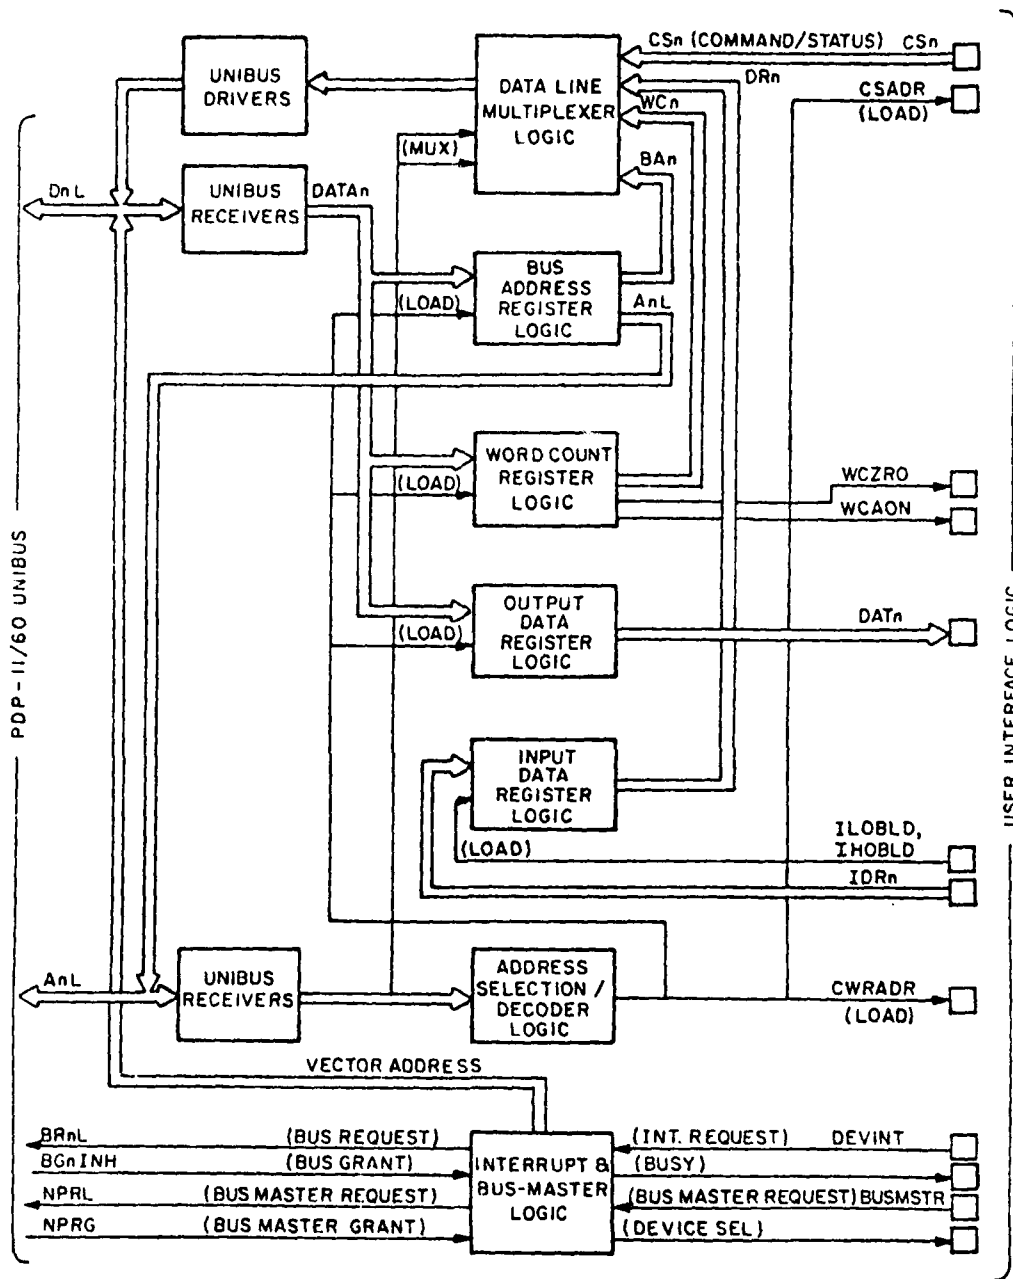 UNIBUS
DRIVERS
DATA LINE
MULTIPLEXER
LOGIC
CSn (COMMAND/STATUS) CSn
DRn
WCn
BAn
CSADR
(LOAD)
(MUX)
DnL
UNIBUS
RECEIVERS
DATAn
BUS
ADDRESS
REGISTER
LOGIC
(LOAD)
AnL
WORD COUNT
REGISTER
LOGIC
(LOAD)
WCZRO
WCAON
OUTPUT
DATA
REGISTER
LOGIC
(LOAD)
DATn
PDP-11/60 UNIBUS
USER INTERFACE LOGIC
INPUT
DATA
REGISTER
LOGIC
(LOAD)
ILOBLD,
IHOBLD
IDRn
AnL
UNIBUS
RECEIVERS
ADDRESS
SELECTION /
DECODER
LOGIC
CWRADR
(LOAD)
VECTOR ADDRESS
BRnL (BUS REQUEST)
BGnINH (BUS GRANT)
NPRL (BUS MASTER REQUEST)
NPRG (BUS MASTER GRANT)
INTERRUPT &
BUS-MASTER
LOGIC
(INT. REQUEST) DEVINT
(BUSY)
(BUS MASTER REQUEST) BUSMSTR
(DEVICE SEL)